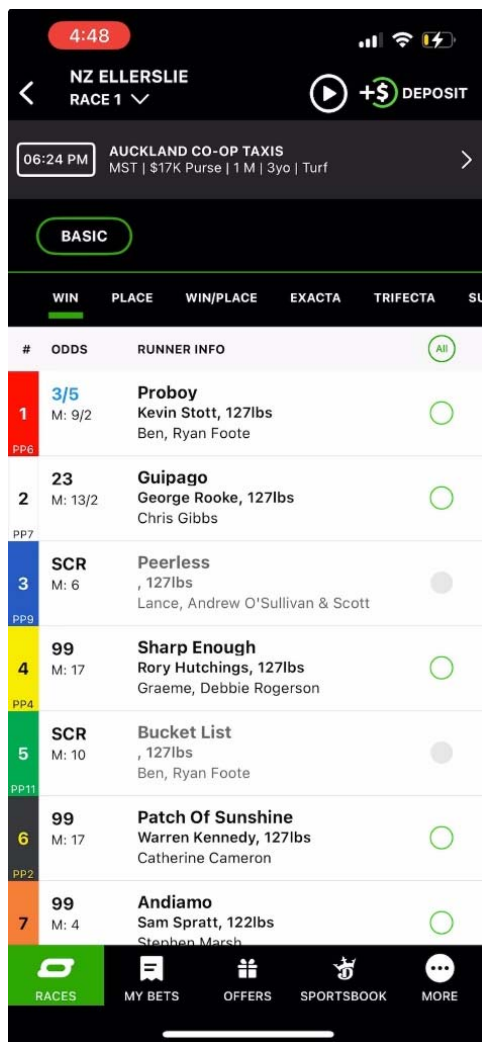 4:48
NZ ELLERSLIE
RACE 1
+$ DEPOSIT
06:24 PM
AUCKLAND CO-OP TAXIS
MST | $17K Purse | 1 M | 3yo | Turf
BASIC
WIN PLACE WIN/PLACE EXACTA TRIFECTA SU
# ODDS RUNNER INFO All
1 PP6
3/5
M: 9/2
Proboy
Kevin Stott, 127lbs
Ben, Ryan Foote
2 PP7
23
M: 13/2
Guipago
George Rooke, 127lbs
Chris Gibbs
3 PP9
SCR
M: 6
Peerless
, 127lbs
Lance, Andrew O'Sullivan & Scott
4 PP4
99
M: 17
Sharp Enough
Rory Hutchings, 127lbs
Graeme, Debbie Rogerson
5 PP11
SCR
M: 10
Bucket List
, 127lbs
Ben, Ryan Foote
6 PP2
99
M: 17
Patch Of Sunshine
Warren Kennedy, 127lbs
Catherine Cameron
7
99
M: 4
Andiamo
Sam Spratt, 122lbs
Stephen Marsh
RACES MY BETS OFFERS SPORTSBOOK MORE